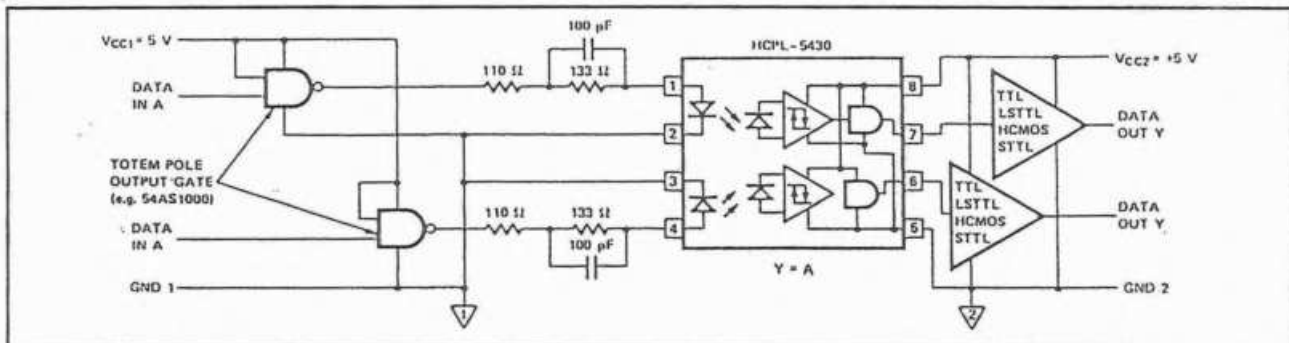 100 pF
HCPL-5430
VCC1 = 5 V
VCC2 = +5 V
110 Ω
133 Ω
DATA
IN A
1
8
TTL
LSTTL
HCMOS
STTL
DATA
OUT Y
2
7
TOTEM POLE
OUTPUT GATE
(e.g. 54AS1000)
3
6
TTL
LSTTL
HCMOS
STTL
DATA
OUT Y
110 Ω
133 Ω
DATA
IN A
4
5
100 pF
Y = A
GND 1
GND 2
1
2